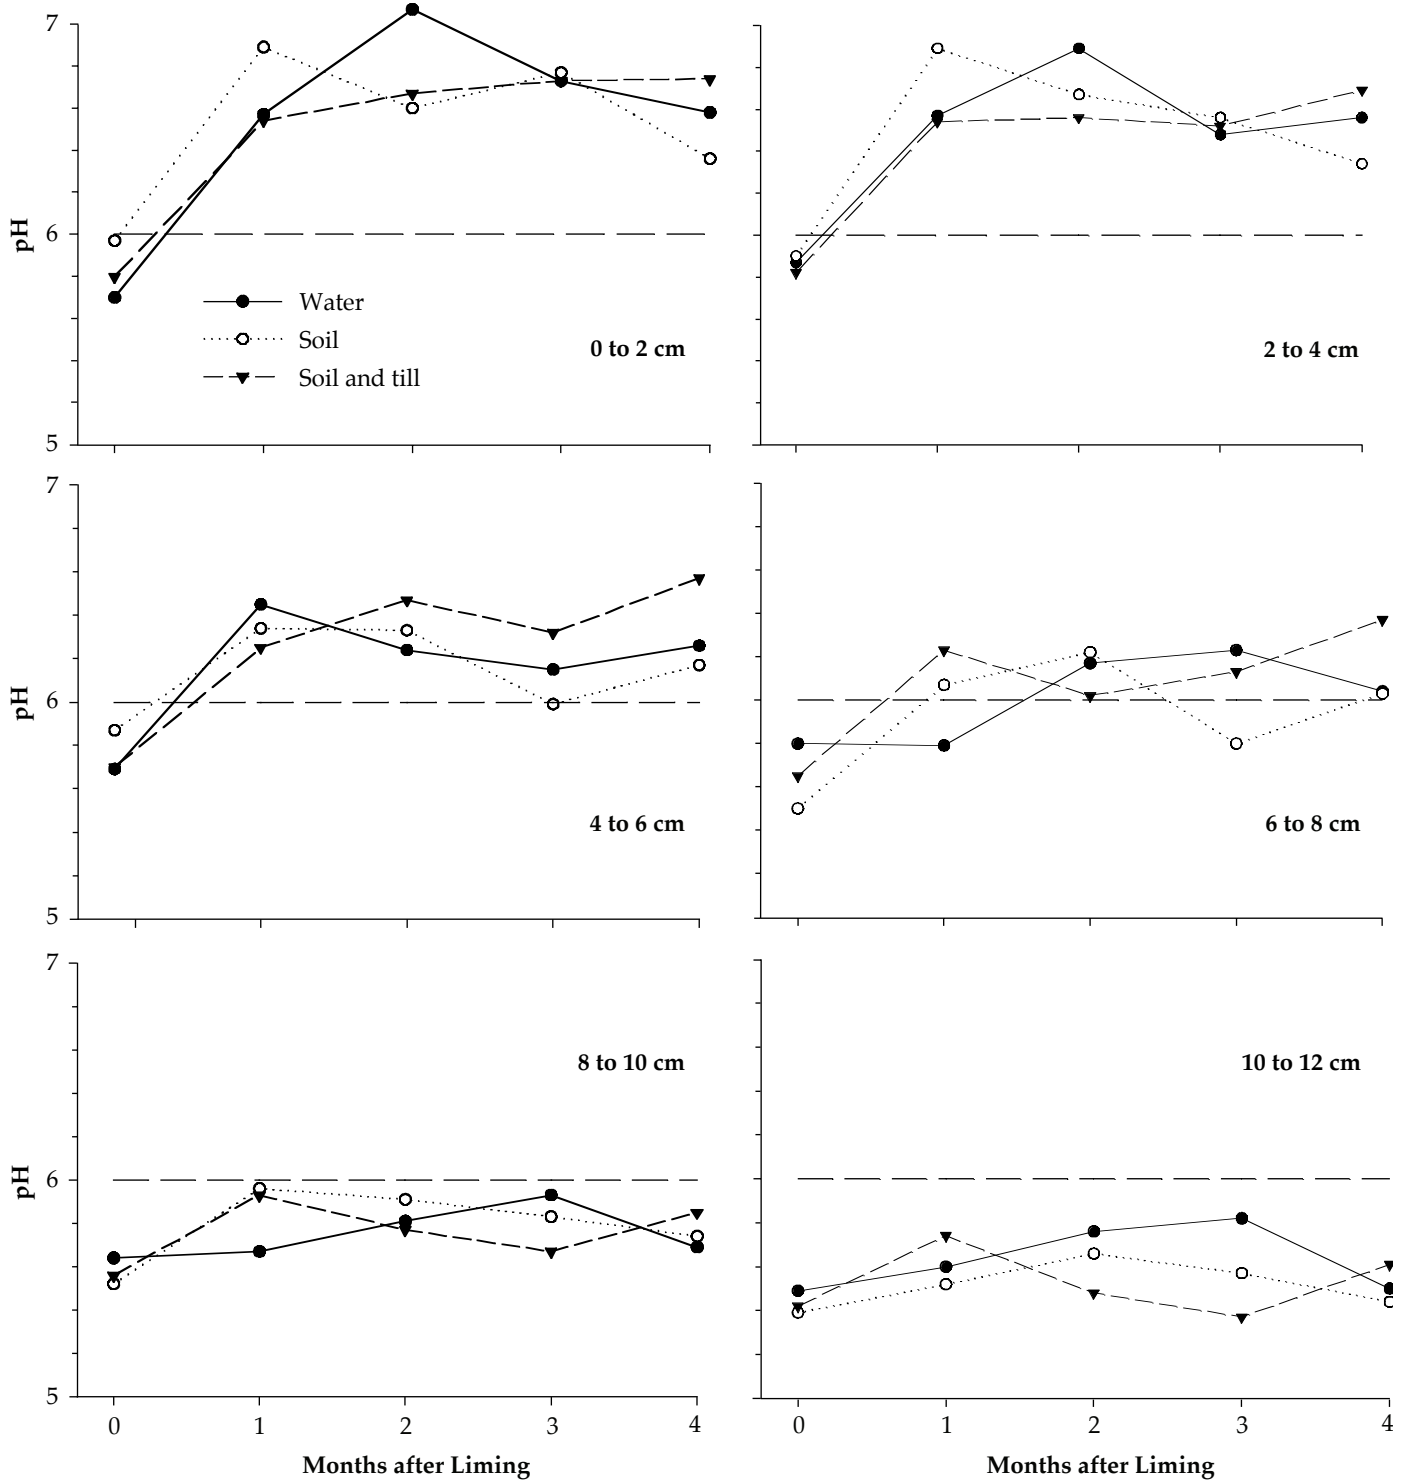 7
6
5
pH
Water
Soil
Soil and till
0 to 2 cm
2 to 4 cm
7
6
5
pH
4 to 6 cm
6 to 8 cm
7
6
5
pH
8 to 10 cm
10 to 12 cm
0 1 2 3 4
Months after Liming
0 1 2 3 4
Months after Liming